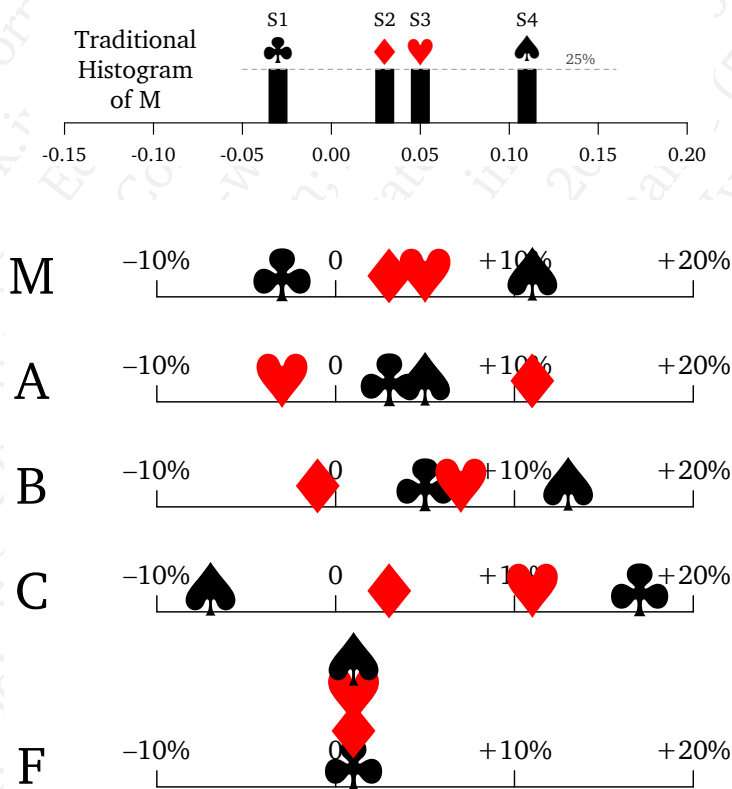 S1 S2 S3 S4
Traditional
Histogram
of M
25%
-0.15 -0.10 -0.05 0.00 0.05 0.10 0.15 0.20
M –10% 0 +10% +20%
A –10% 0 +10% +20%
B –10% 0 +10% +20%
C –10% 0 +10% +20%
F –10% 0 +10% +20%